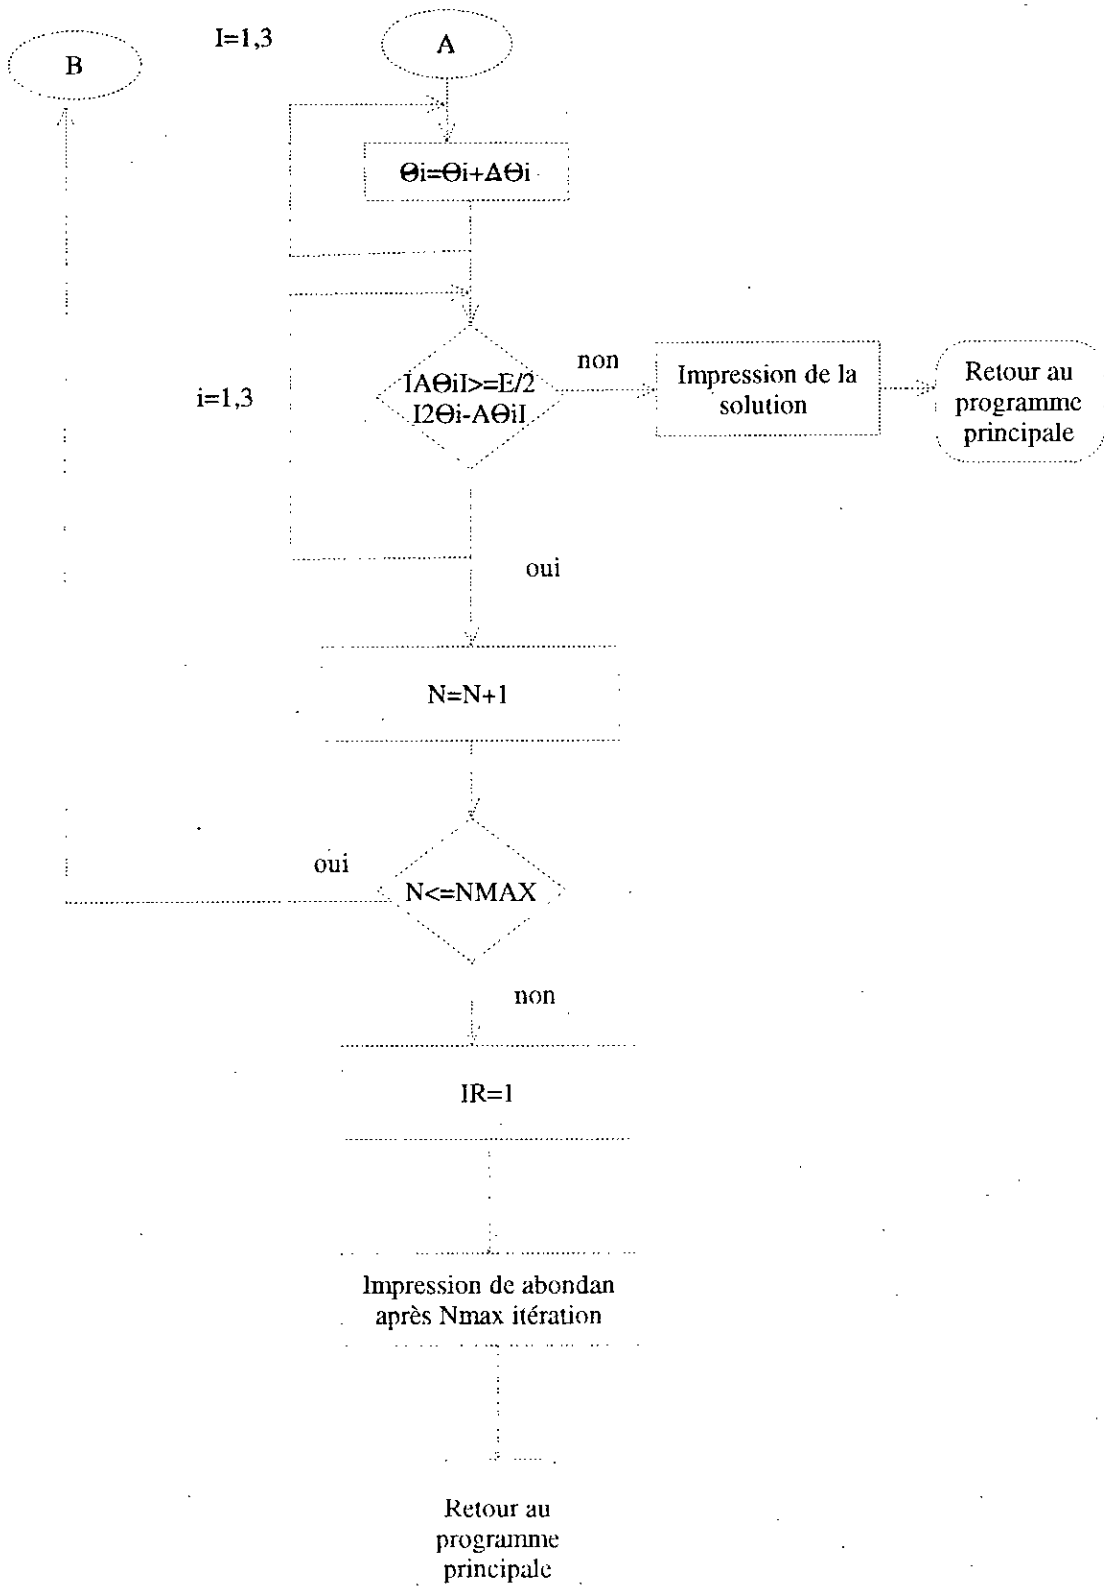 I=1,3
A
B
Θi=Θi+ΔΘi
i=1,3
IAΘiI>=E/2
I2Θi-AΘiI
non
Impression de la
solution
Retour au
programme
principale
oui
N=N+1
oui
N<=NMAX
non
IR=1
Impression de abondan
après Nmax itération
Retour au
programme
principale